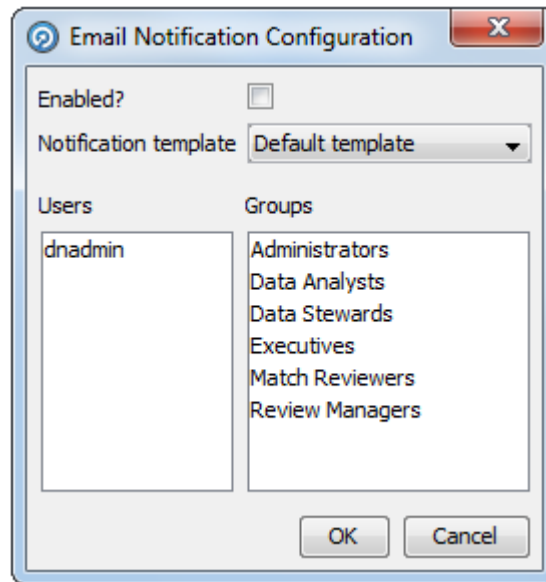 Email Notification Configuration
Enabled?
Notification template Default template
Users Groups
dnadmin
Administrators
Data Analysts
Data Stewards
Executives
Match Reviewers
Review Managers
OK Cancel